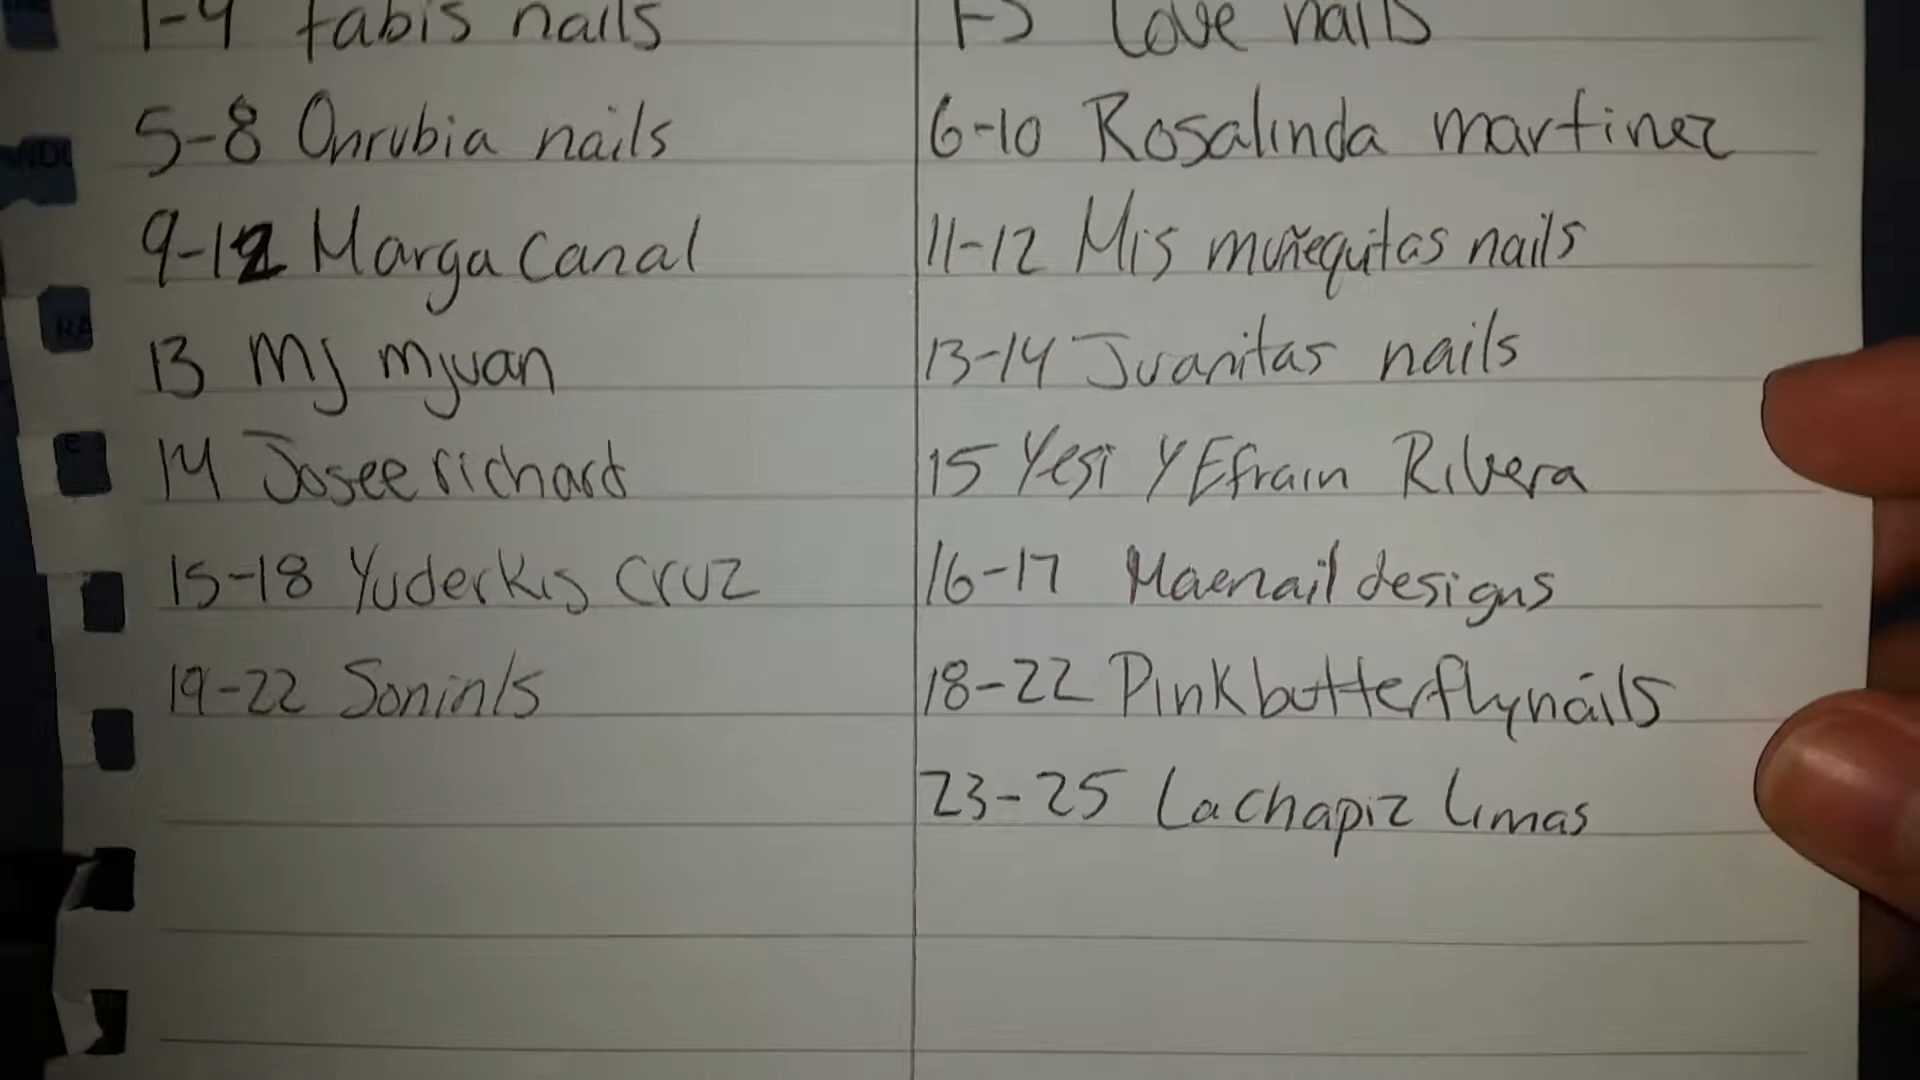 1-4 fabis nails
5-8 Onrubia nails
9-12 Marga Canal
13 MJ mjuan
14 Josee richard
15-18 Yuderkis Cruz
19-22 Soninls
1-5 Love nails
6-10 Rosalinda martinez
11-12 Mis muñequitas nails
13-14 Juanitas nails
15 Yesi Y Efrain Rivera
16-17 Maenail designs
18-22 Pinkbutterflynails
23-25 Lachapiz limas